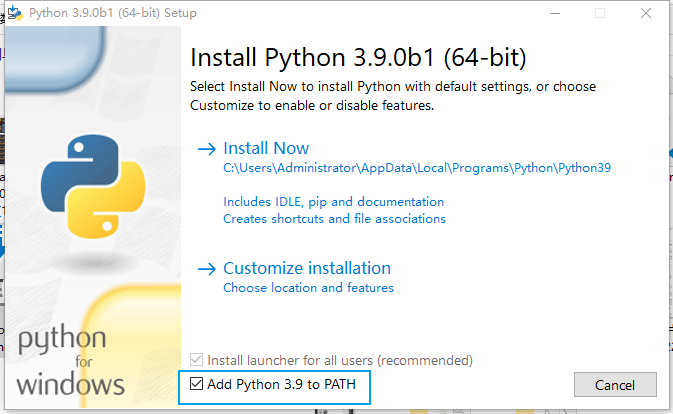 Python 3.9.0b1 (64-bit) Setup
Install Python 3.9.0b1 (64-bit)
Select Install Now to install Python with default settings, or choose
Customize to enable or disable features.
Install Now
C:\Users\Administrator\AppData\Local\Programs\Python\Python39
Includes IDLE, pip and documentation
Creates shortcuts and file associations
Customize installation
Choose location and features
python
for
windows
Install launcher for all users (recommended)
Add Python 3.9 to PATH
Cancel